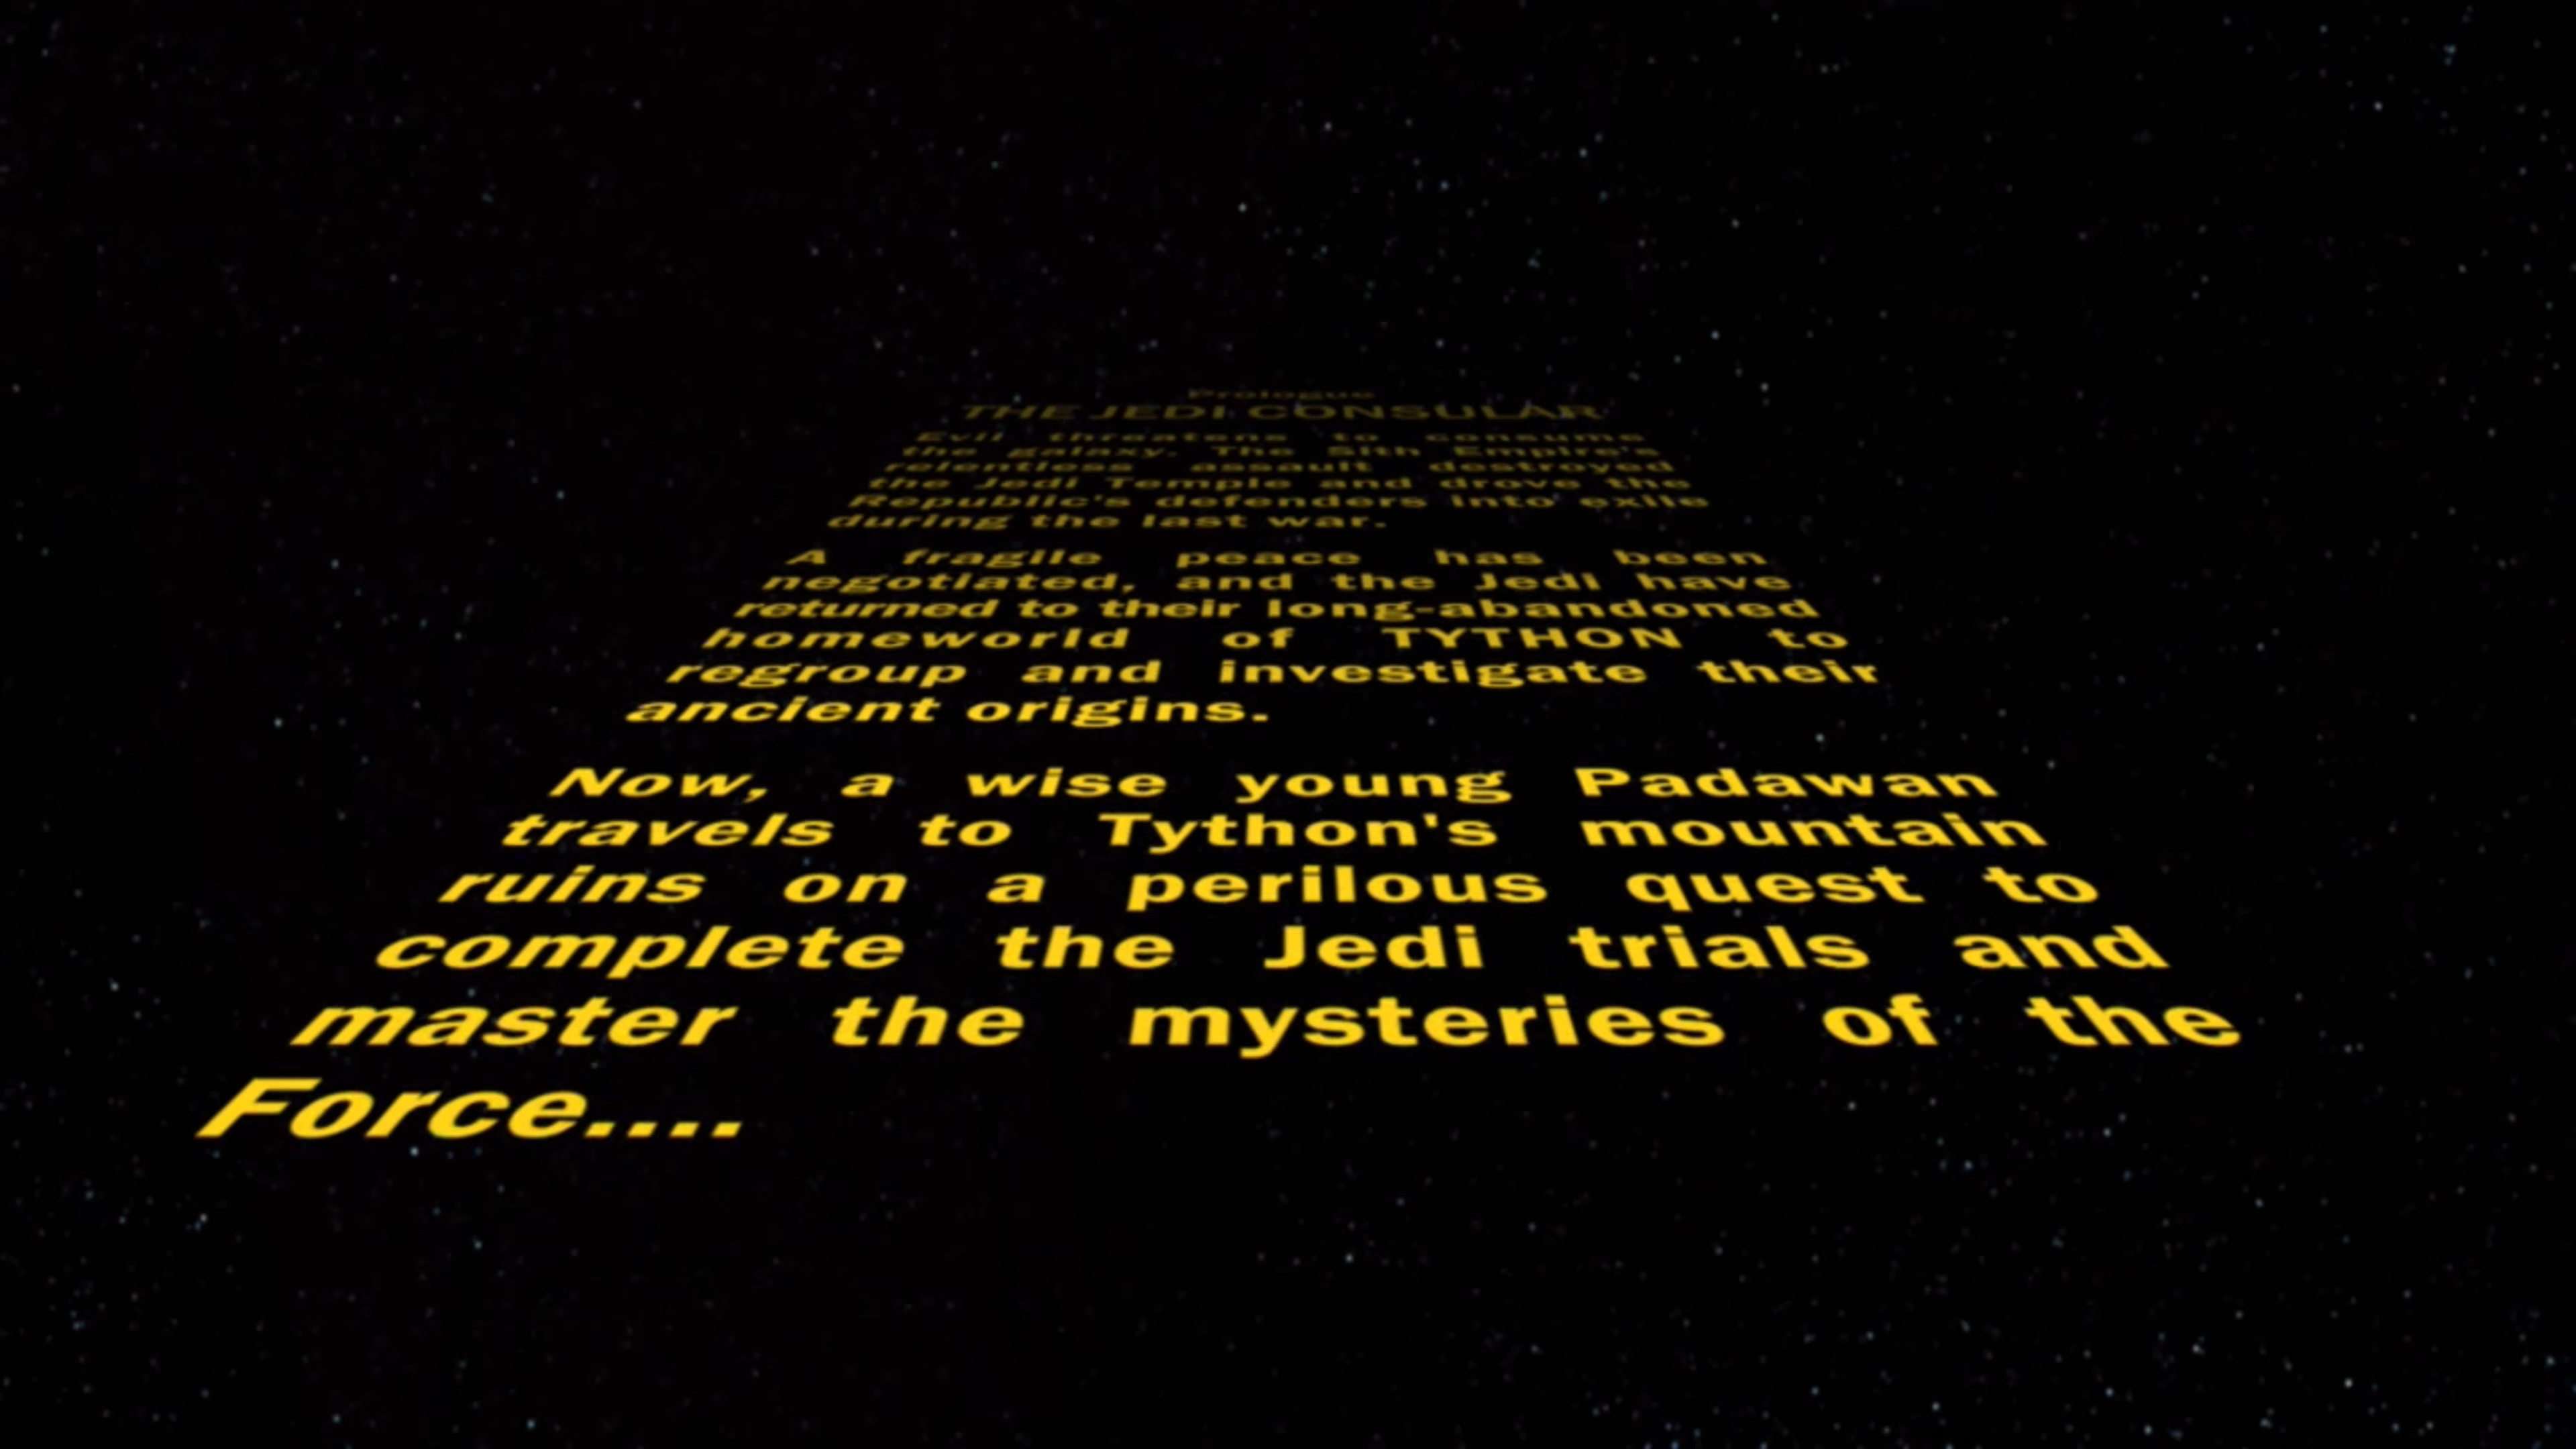 Prologue
THE JEDI CONSULAR
Evil threatens to consume
the galaxy. The Sith Empire's
relentless assault destroyed
the Jedi Temple and drove the
Republic's defenders into exile
during the last war.
A fragile peace has been
negotiated, and the Jedi have
returned to their long-abandoned
homeworld of TYTHON to
regroup and investigate their
ancient origins.
Now, a wise young Padawan
travels to Tython's mountain
ruins on a perilous quest to
complete the Jedi trials and
master the mysteries of the
Force....